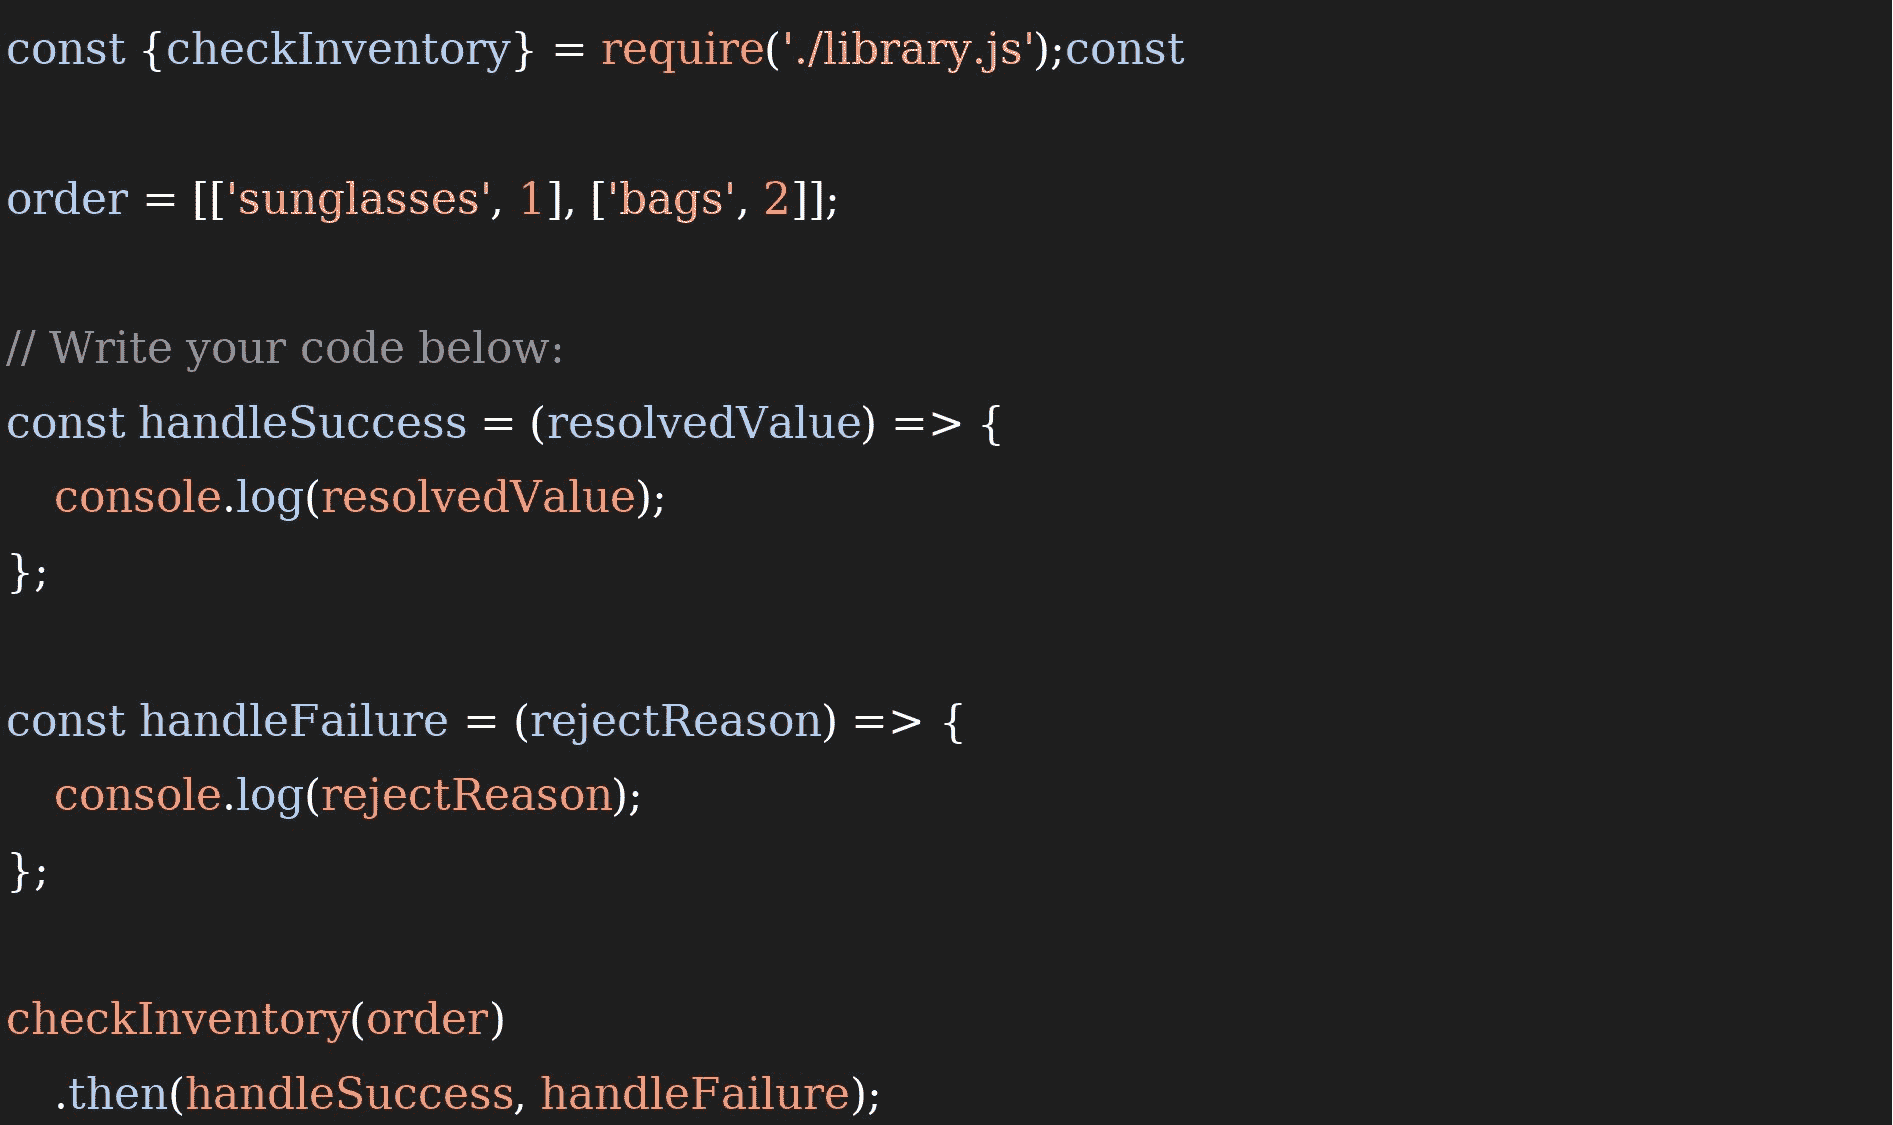 const {checkInventory} = require('./library.js');const
order = [['sunglasses', 1], ['bags', 2]];
// Write your code below:
const handleSuccess = (resolvedValue) => {
    console.log(resolvedValue);
};
const handleFailure = (rejectReason) => {
    console.log(rejectReason);
};
checkInventory(order)
    .then(handleSuccess, handleFailure);